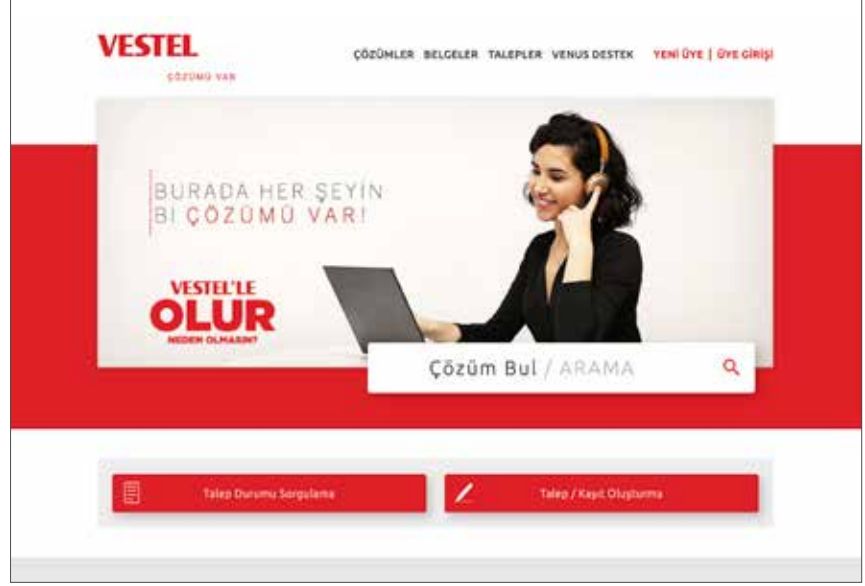 VESTEL
ÇÖZÜMÜ VAR
ÇÖZÜMLER BELGELER TALEPLER VENUS DESTEK YENİ ÜYE | ÜYE GİRİŞİ
BURADA HER ŞEYİN
Bİ ÇÖZÜMÜ VAR!
VESTEL'LE
OLUR
NEDEN OLMASIN?
Çözüm Bul / ARAMA
Talep Durumu Sorgulama
Talep / Kayıt Oluşturma